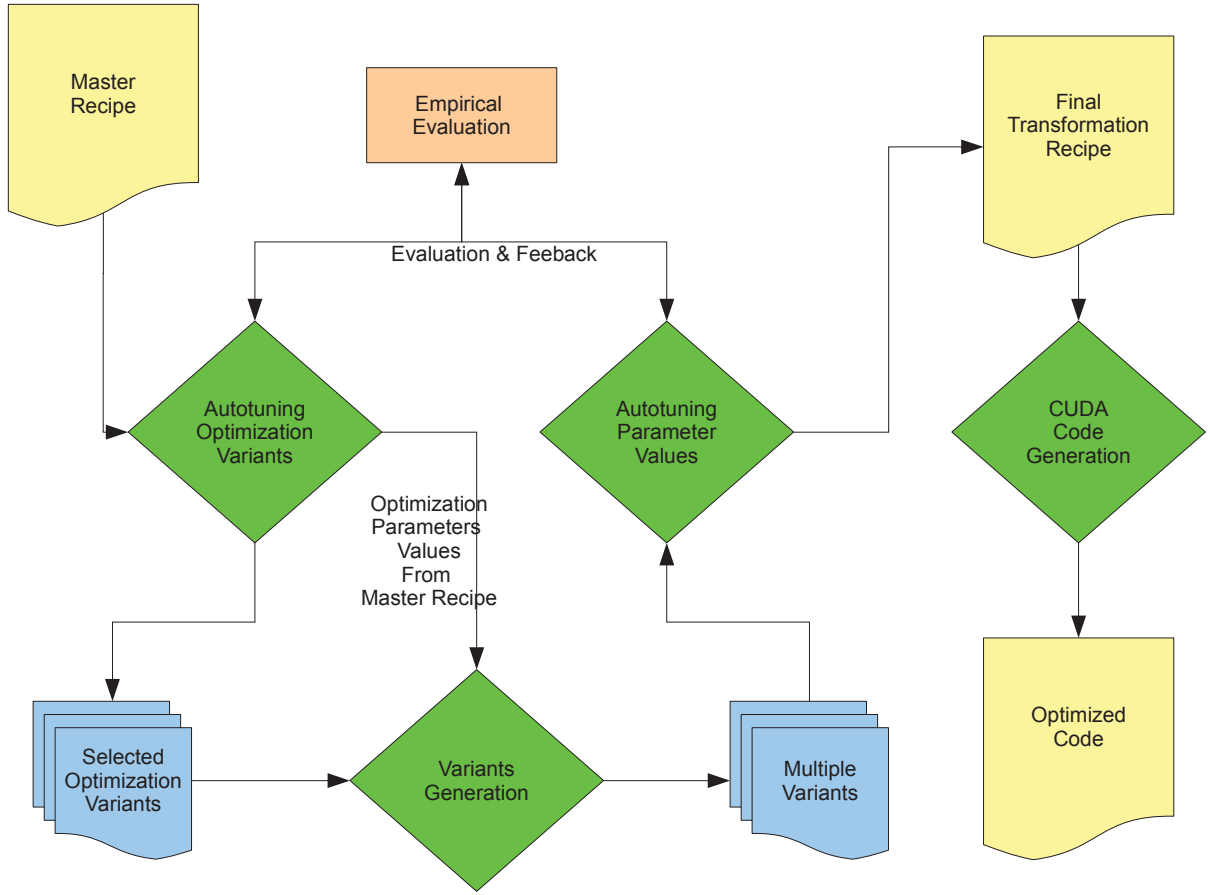 Master
Recipe
Empirical
Evaluation
Final
Transformation
Recipe
Evaluation & Feeback
Autotuning
Optimization
Variants
Autotuning
Parameter
Values
CUDA
Code
Generation
Optimization
Parameters
Values
From
Master Recipe
Selected
Optimization
Variants
Variants
Generation
Multiple
Variants
Optimized
Code